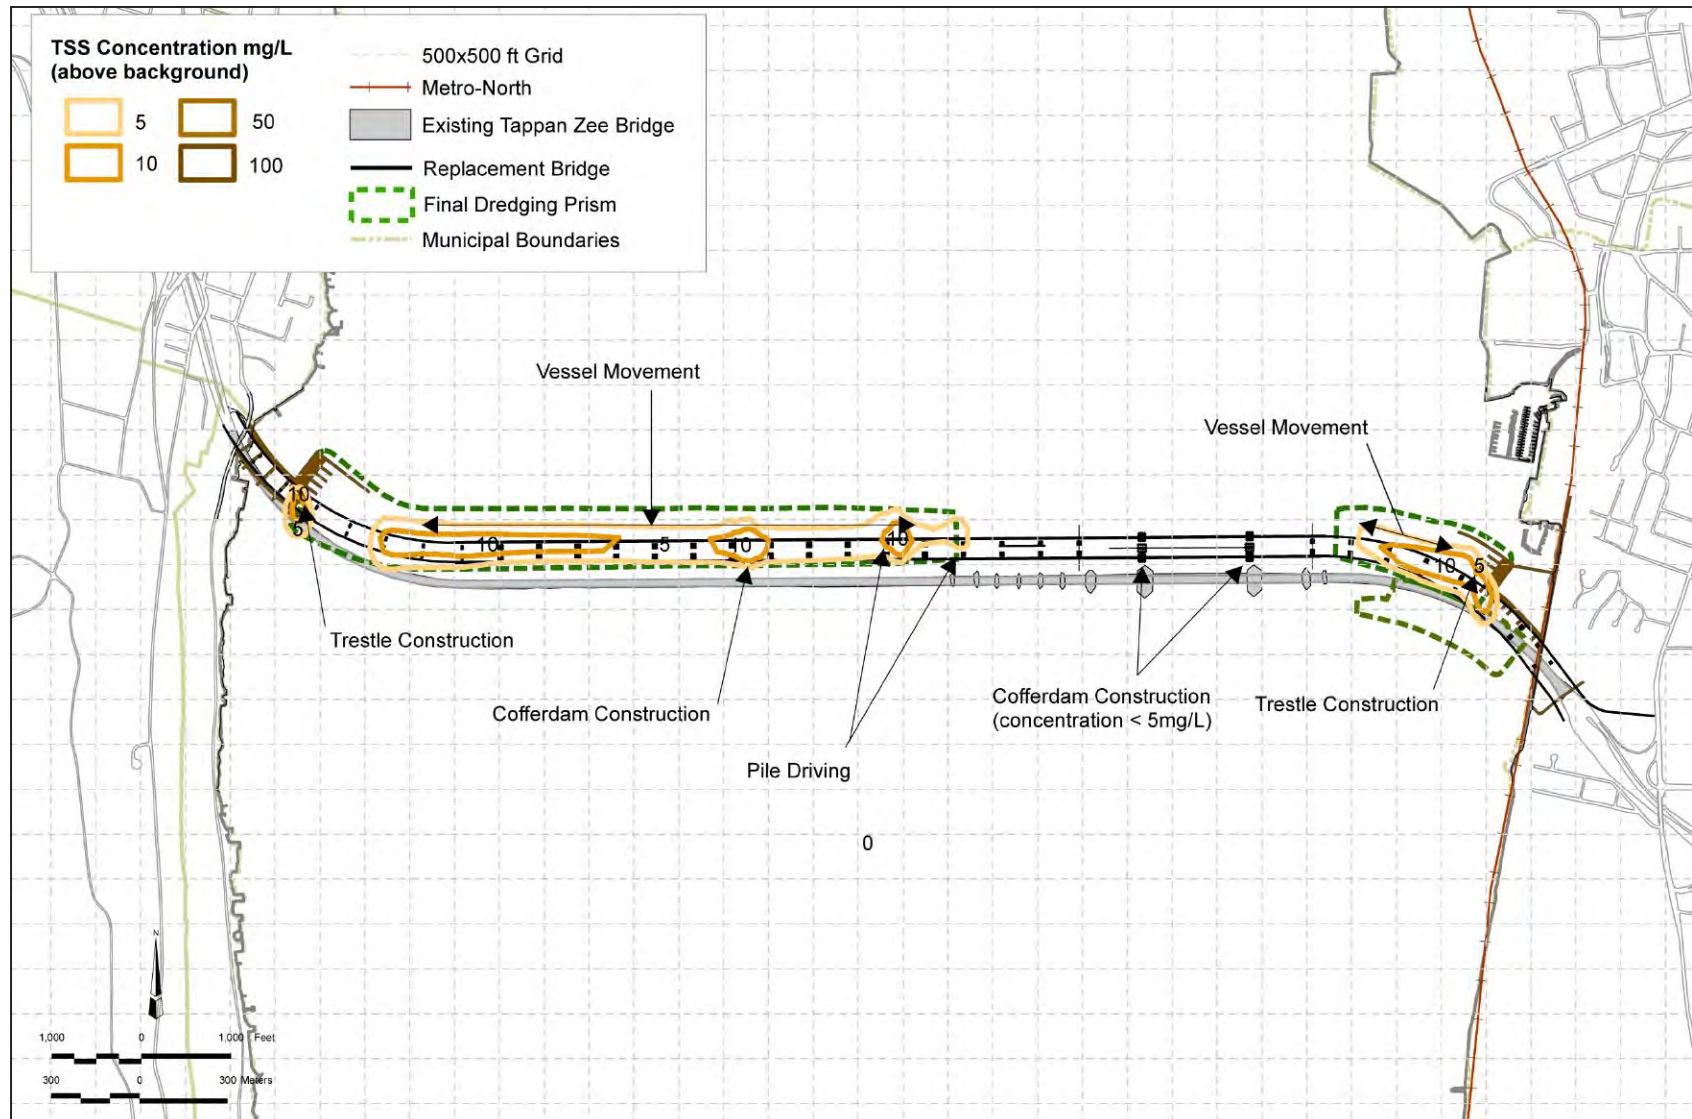 TSS Concentration mg/L
(above background)
5
50
10
100
500x500 ft Grid
Metro-North
Existing Tappan Zee Bridge
Replacement Bridge
Final Dredging Prism
Municipal Boundaries
Vessel Movement
Vessel Movement
10
5
10
5
10
10
10
5
Trestle Construction
Cofferdam Construction
Pile Driving
Cofferdam Construction
(concentration < 5mg/L)
Trestle Construction
0
N
1,000 0 1,000 Feet
300 0 300 Meters